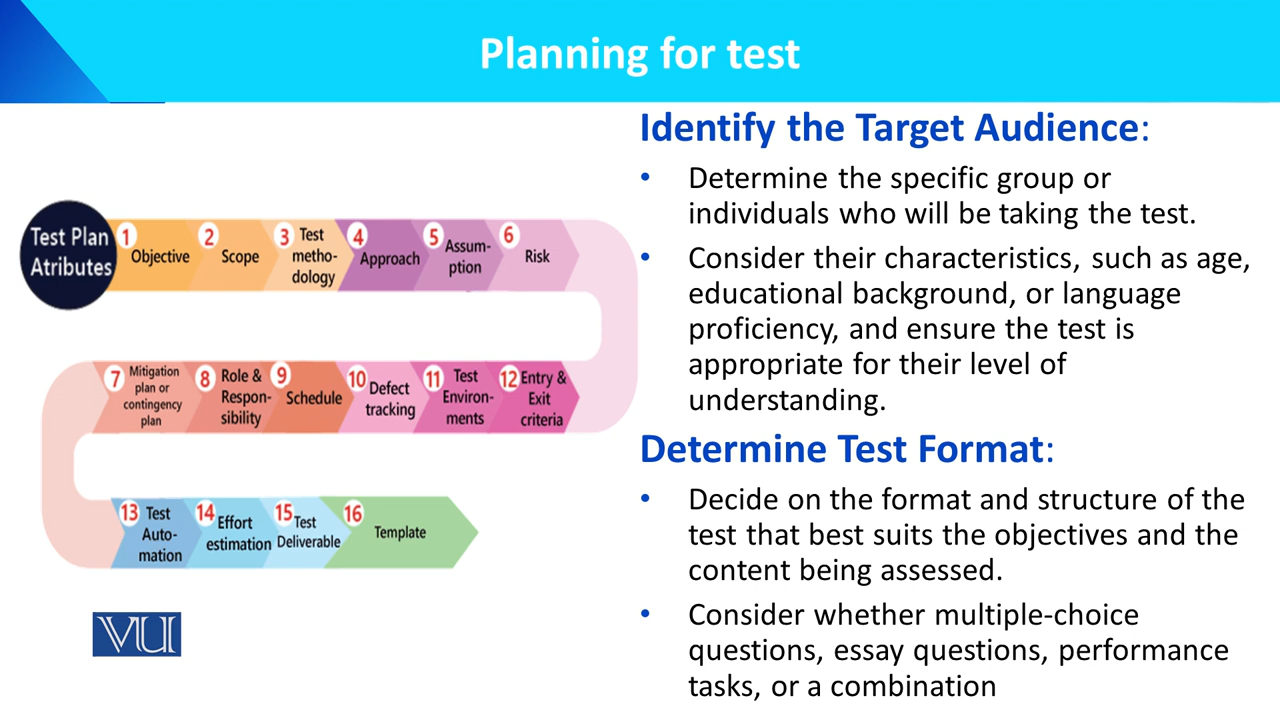 Planning for test
Test Plan
Atributes
1
Objective
2
Scope
3
Test
metho-
dology
4
Approach
5
Assum-
ption
6
Risk
7
Mitigation
plan or
contingency
plan
8
Role &
Respon-
sibility
9
Schedule
10
Defect
tracking
11
Test
Environ-
ments
12
Entry &
Exit
criteria
13
Test
Auto-
mation
14
Effort
estimation
15
Test
Deliverable
16
Template
VU
Identify the Target Audience:
• Determine the specific group or
individuals who will be taking the test.
• Consider their characteristics, such as age,
educational background, or language
proficiency, and ensure the test is
appropriate for their level of
understanding.
Determine Test Format:
• Decide on the format and structure of the
test that best suits the objectives and the
content being assessed.
• Consider whether multiple-choice
questions, essay questions, performance
tasks, or a combination